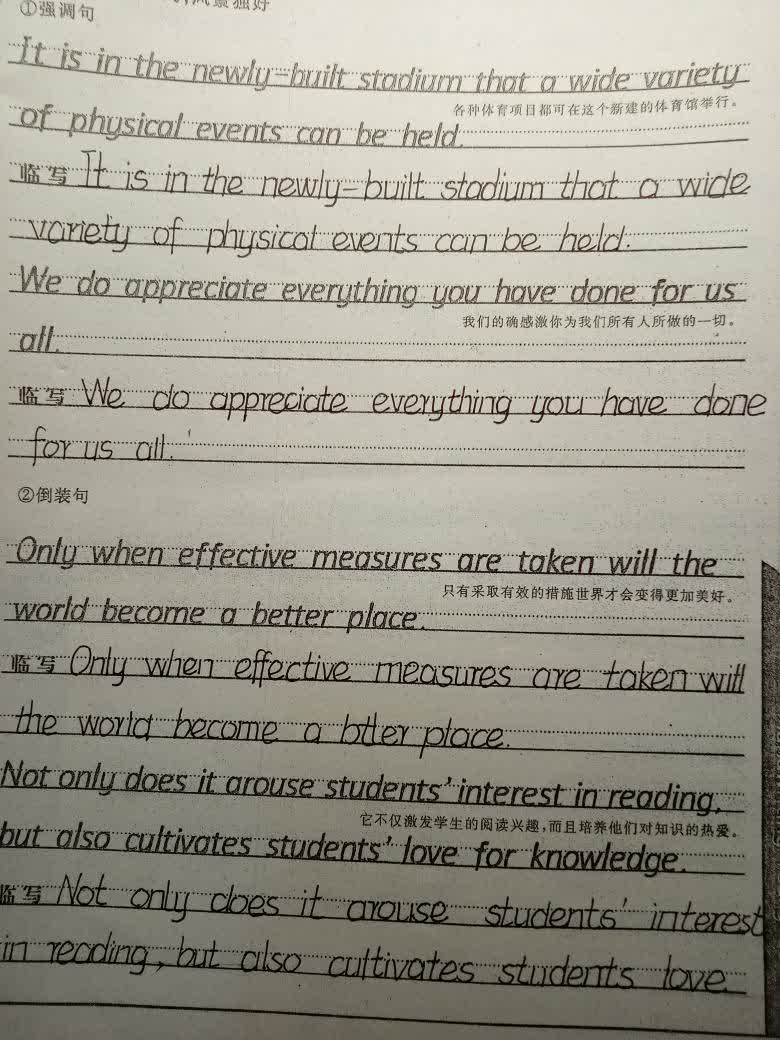 风景独好
①强调句
It is in the newly-built stadium that a wide variety
各种体育项目都可在这个新建的体育馆举行。
of physical events can be held.
临写 It is in the newly-built stadium that a wide
variety of physical events can be held.
We do appreciate everything you have done for us
我们的确感激你为我们所有人所做的一切。
all.
临写 We do appreciate everything you have done
for us all.
②倒装句
Only when effective measures are taken will the
只有采取有效的措施世界才会变得更加美好。
world become a better place.
临写 Only when effective measures are taken will
the world become a btter place.
Not only does it arouse students' interest in reading,
它不仅激发学生的阅读兴趣,而且培养他们对知识的热爱。
but also cultivates students' love for knowledge.
临写 Not only does it arouse students' interest
in reading, but also cultivates students love